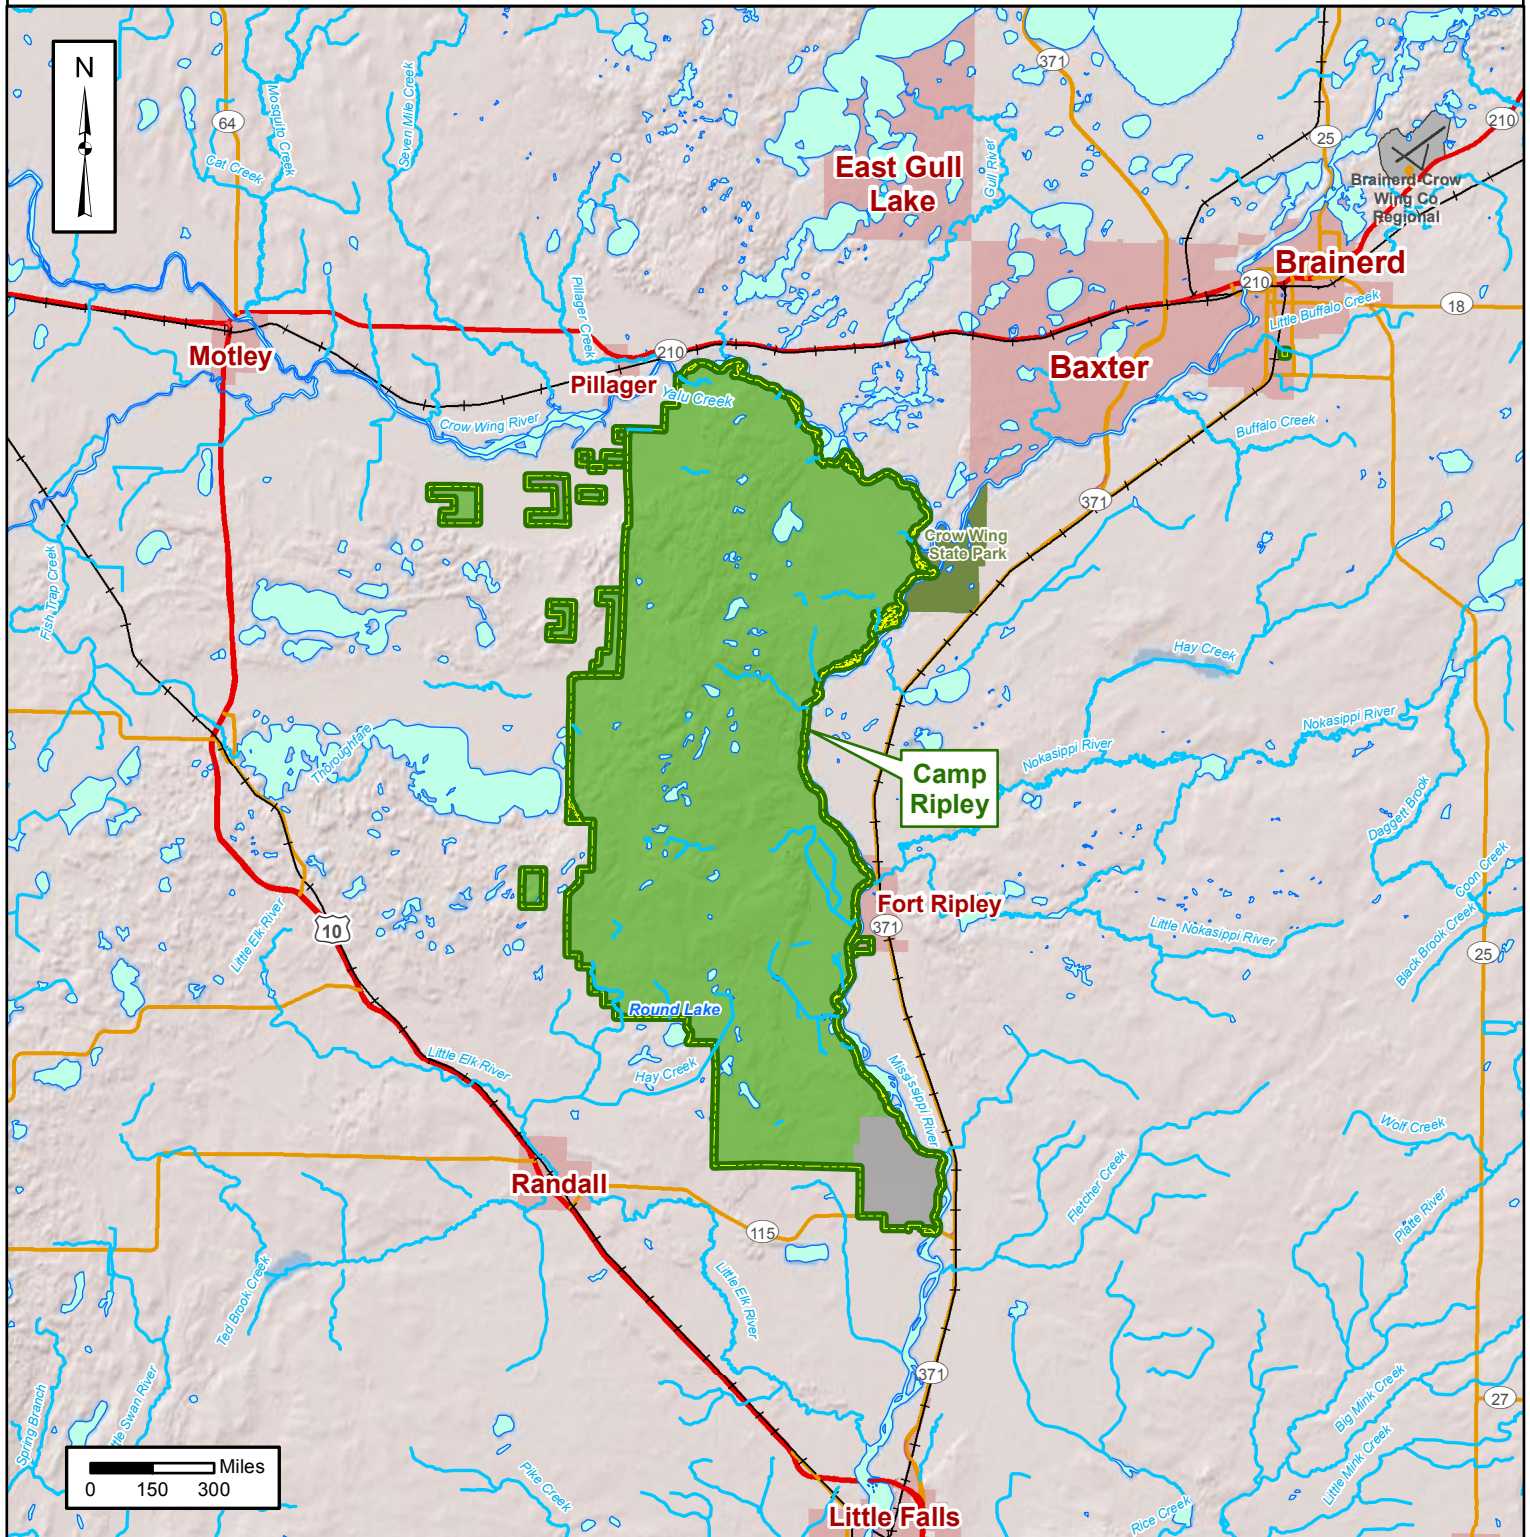 N
371
64
Mosquito Creek
Seven Mile Creek
Cat Creek
210
25
East Gull
Lake
Gull River
Brainerd-Crow
Wing Co
Regional
Brainerd
210
Pillager Creek
18
Little Buffalo Creek
Motley
210
Pillager
Baxter
Yalu Creek
Crow Wing River
Buffalo Creek
371
Crow Wing
State Park
Fish Trap Creek
Hay Creek
Nokasippi River
Nokasippi River
Thoroughfare
Camp
Ripley
Daggett Brook
Coon Creek
Fort Ripley
371
Little Nokasippi River
Black Brook Creek
25
10
Little Elk River
Round Lake
Little Elk River
Hay Creek
Mississippi River
Wolf Creek
Fletcher Creek
Randall
Platte River
115
Little Elk River
Ted Brook Creek
371
27
Big Mink Creek
Spring Branch
ttle Swan River
Little Mink Creek
Miles
0 150 300
Pike Creek
Rice Creek
Little Falls